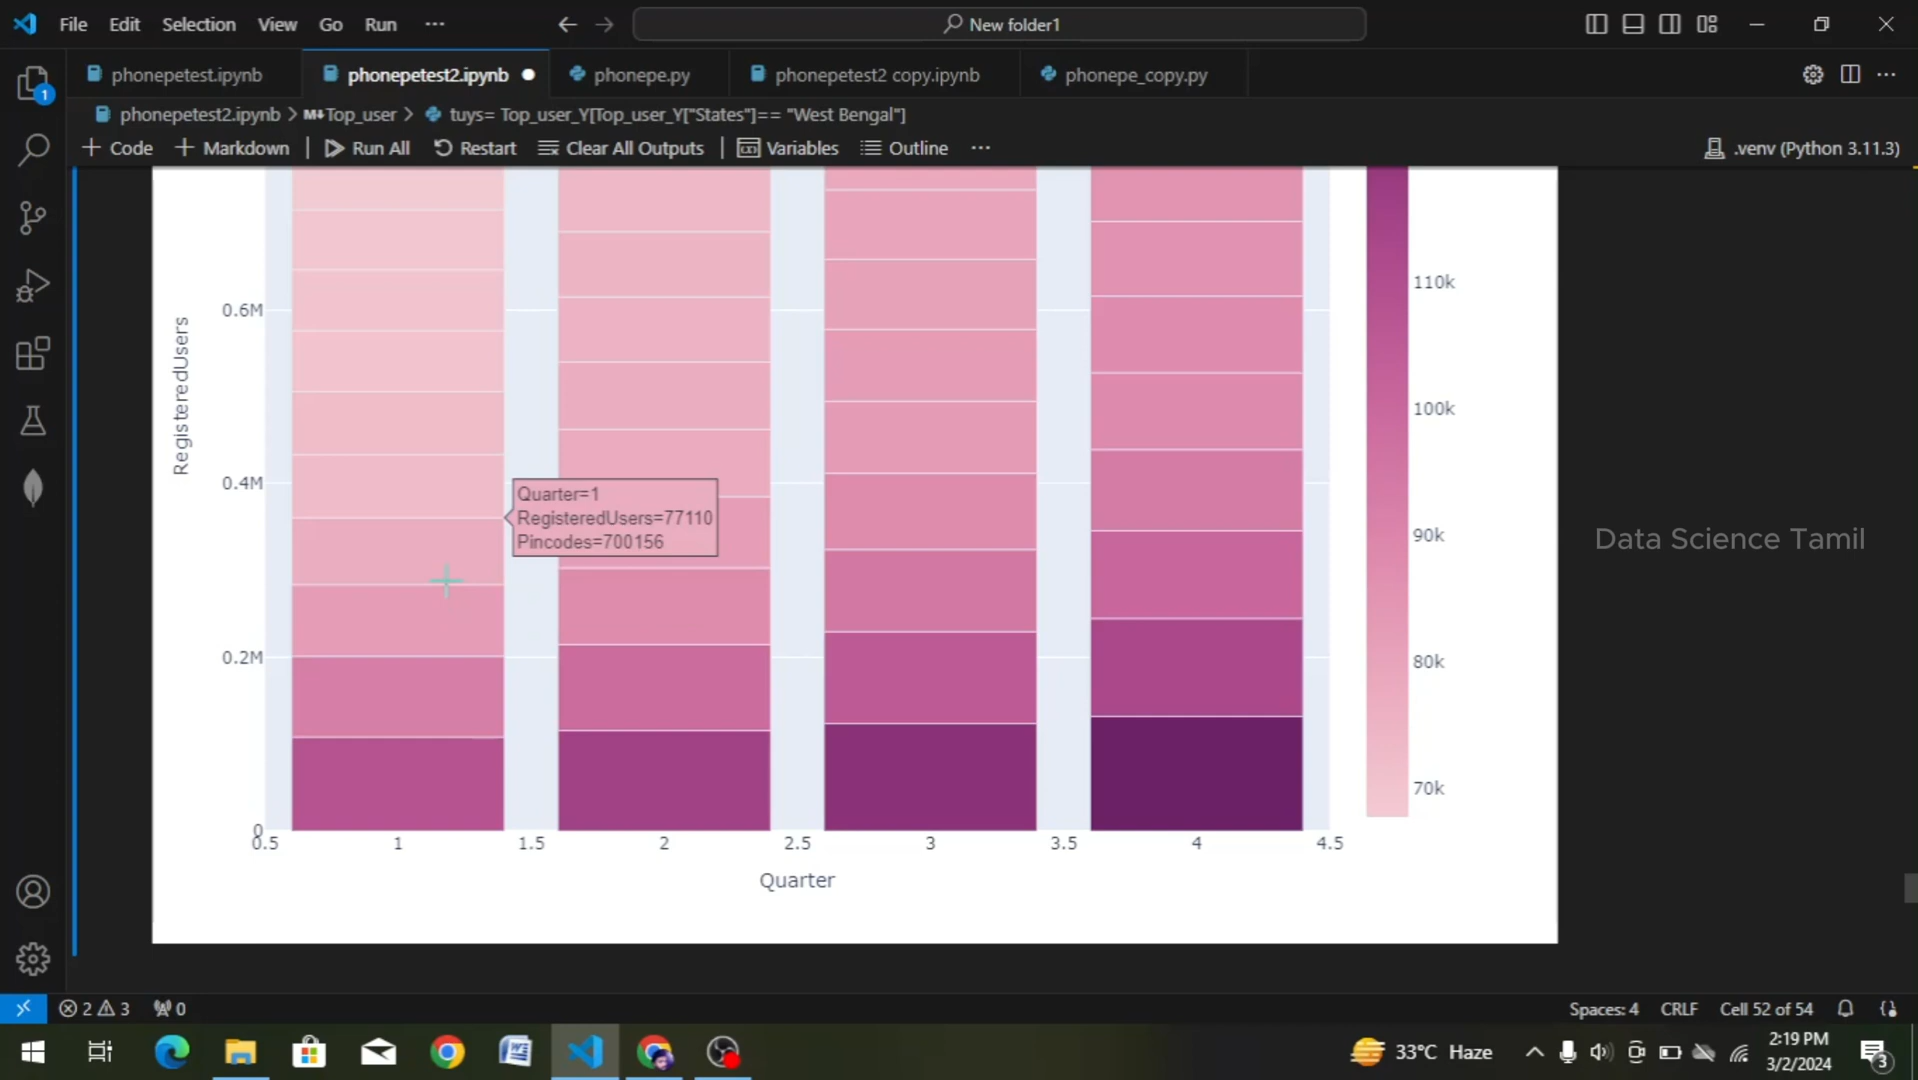 File Edit Selection View Go Run ··· New folder1
phonepetest.ipynb phonepetest2.ipynb phonepe.py phonepetest2 copy.ipynb phonepe_copy.py
phonepetest2.ipynb > M↓Top_user > tuys= Top_user_Y[Top_user_Y["States"]== "West Bengal"]
+ Code + Markdown | Run All Restart Clear All Outputs | Variables Outline ··· .venv (Python 3.11.3)
1
RegisteredUsers
0.6M
0.4M
0.2M
0
0.5 1 1.5 2 2.5 3 3.5 4 4.5
Quarter
Quarter=1
RegisteredUsers=77110
Pincodes=700156
110k
100k
90k
80k
70k
Data Science Tamil
2 3 0 Spaces: 4 CRLF Cell 52 of 54
33°C Haze 2:19 PM
3/2/2024
3